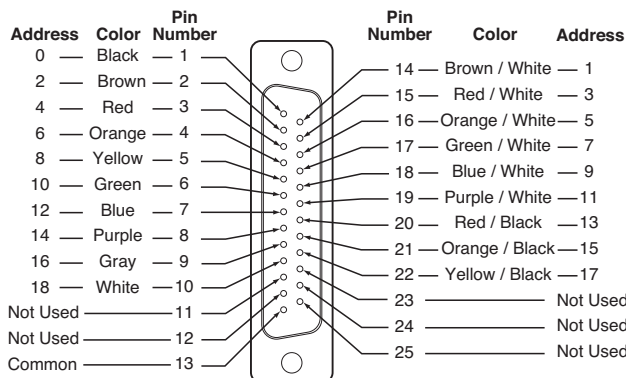 Address Color Pin Number
0 — Black — 1
2 — Brown — 2
4 — Red — 3
6 — Orange — 4
8 — Yellow — 5
10 — Green — 6
12 — Blue — 7
14 — Purple — 8
16 — Gray — 9
18 — White — 10
Not Used — 11
Not Used — 12
Common — 13
Pin Number Color Address
14 — Brown / White — 1
15 — Red / White — 3
16 — Orange / White — 5
17 — Green / White — 7
18 — Blue / White — 9
19 — Purple / White — 11
20 — Red / Black — 13
21 — Orange / Black — 15
22 — Yellow / Black — 17
23 — Not Used
24 — Not Used
25 — Not Used